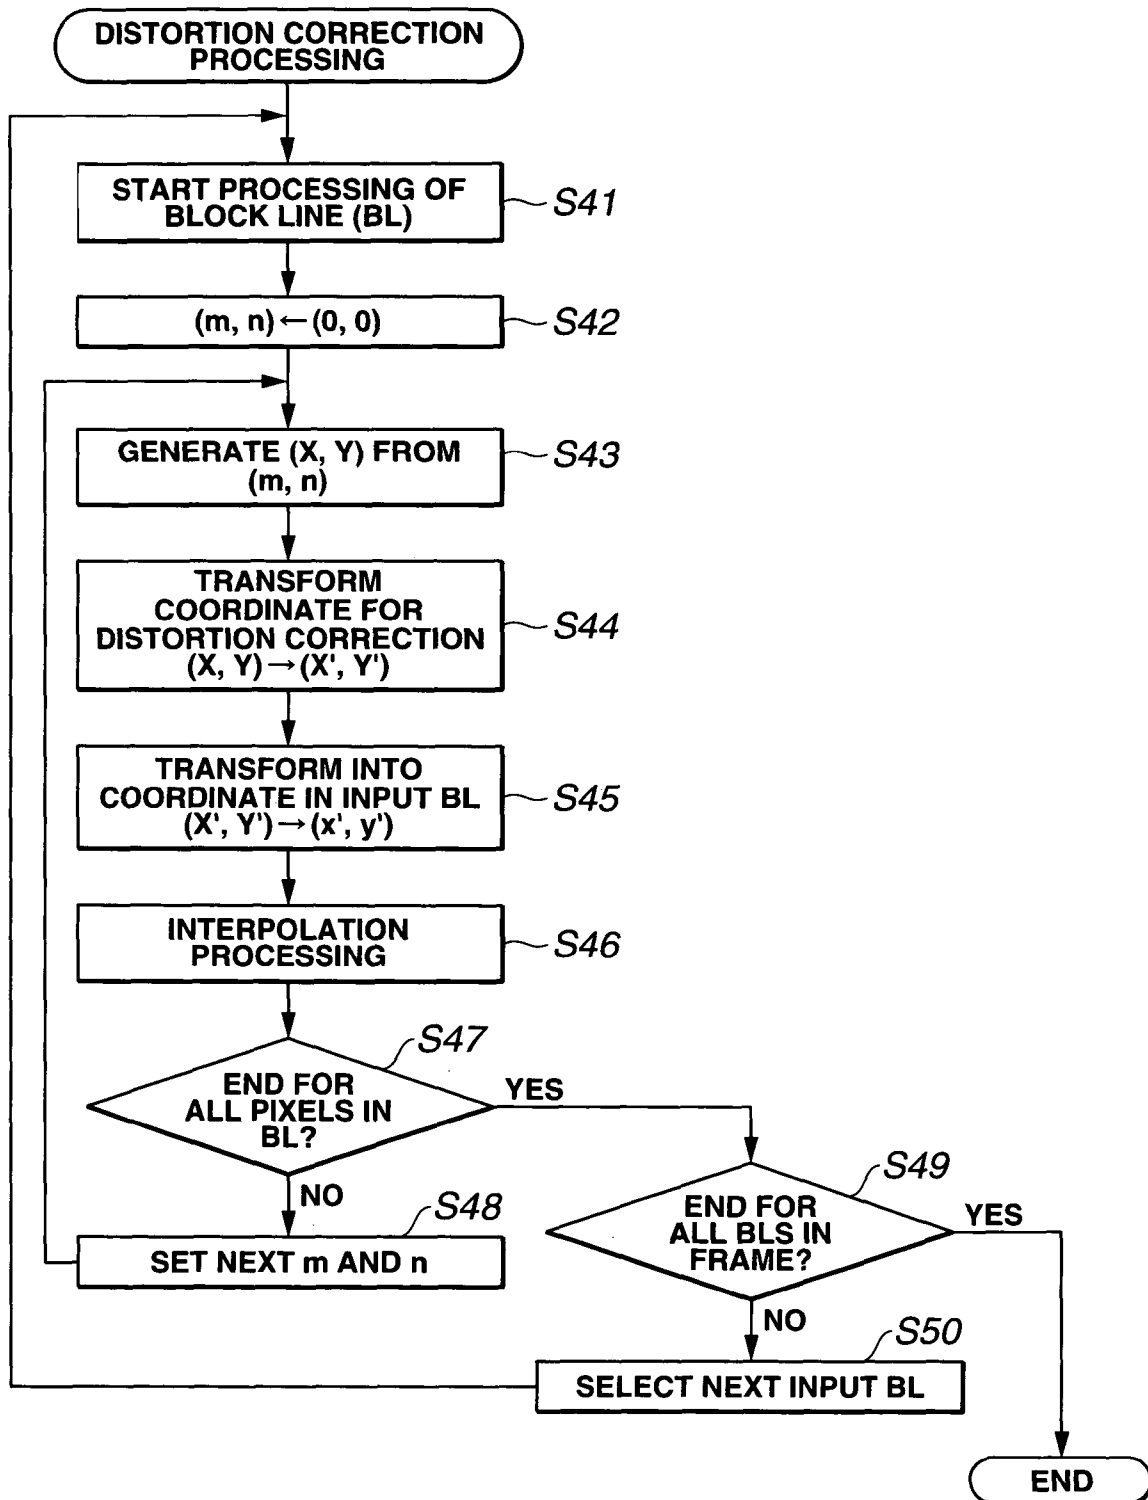 DISTORTION CORRECTION
PROCESSING
START PROCESSING OF
BLOCK LINE (BL)
S41
(m, n)←(0, 0)
S42
GENERATE (X, Y) FROM
(m, n)
S43
TRANSFORM
COORDINATE FOR
DISTORTION CORRECTION
(X, Y)→(X', Y')
S44
TRANSFORM INTO
COORDINATE IN INPUT BL
(X', Y')→(x', y')
S45
INTERPOLATION
PROCESSING
S46
S47
END FOR
ALL PIXELS IN
BL?
YES
NO
S48
SET NEXT m AND n
S49
END FOR
ALL BLS IN
FRAME?
YES
NO
S50
SELECT NEXT INPUT BL
END